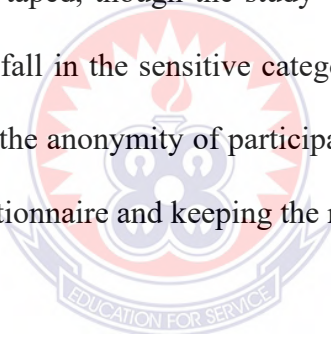 taped, though the study
fall in the sensitive catego
the anonymity of participa
tionnaire and keeping the r
EDUCATION FOR SERVICE